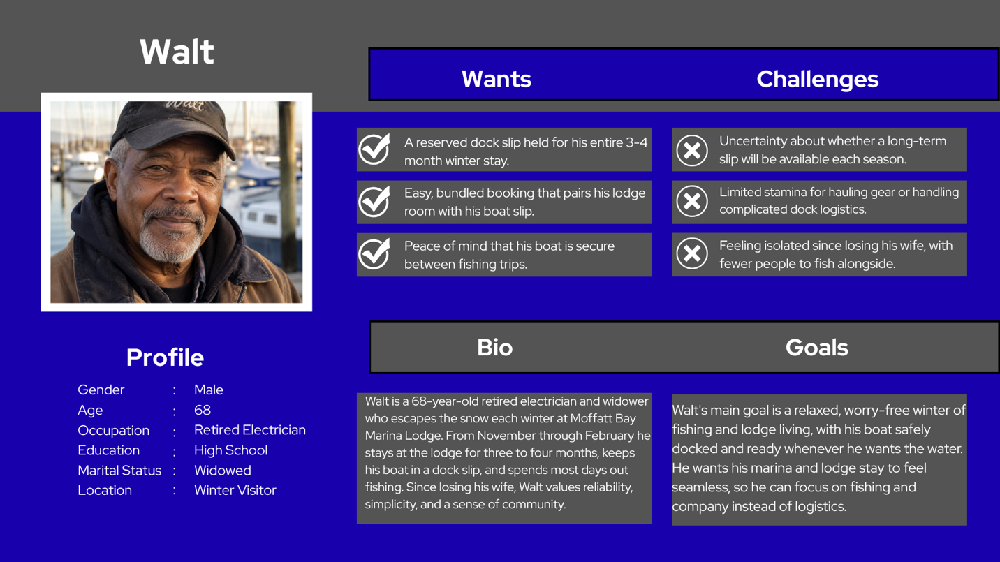 Walt
Walt
Wants
Challenges
A reserved dock slip held for his entire 3-4
month winter stay.
Easy, bundled booking that pairs his lodge
room with his boat slip.
Peace of mind that his boat is secure
between fishing trips.
Uncertainty about whether a long-term
slip will be available each season.
Limited stamina for hauling gear or handling
complicated dock logistics.
Feeling isolated since losing his wife, with
fewer people to fish alongside.
Profile
Gender : Male
Age : 68
Occupation : Retired Electrician
Education : High School
Marital Status : Widowed
Location : Winter Visitor
Bio
Walt is a 68-year-old retired electrician and widower
who escapes the snow each winter at Moffatt Bay
Marina Lodge. From November through February he
stays at the lodge for three to four months, keeps
his boat in a dock slip, and spends most days out
fishing. Since losing his wife, Walt values reliability,
simplicity, and a sense of community.
Goals
Walt's main goal is a relaxed, worry-free winter of
fishing and lodge living, with his boat safely
docked and ready whenever he wants the water.
He wants his marina and lodge stay to feel
seamless, so he can focus on fishing and
company instead of logistics.